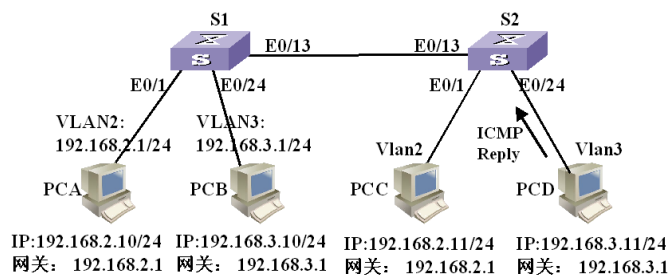 S1
S2
E0/13
E0/13
E0/1
E0/24
E0/1
E0/24
VLAN2:
192.168.2.1/24
VLAN3:
192.168.3.1/24
ICMP
Reply
Vlan2
Vlan3
PCA
PCB
PCC
PCD
IP:192.168.2.10/24
网关: 192.168.2.1
IP:192.168.3.10/24
网关: 192.168.3.1
IP:192.168.2.11/24
网关: 192.168.2.1
IP:192.168.3.11/24
网关: 192.168.3.1